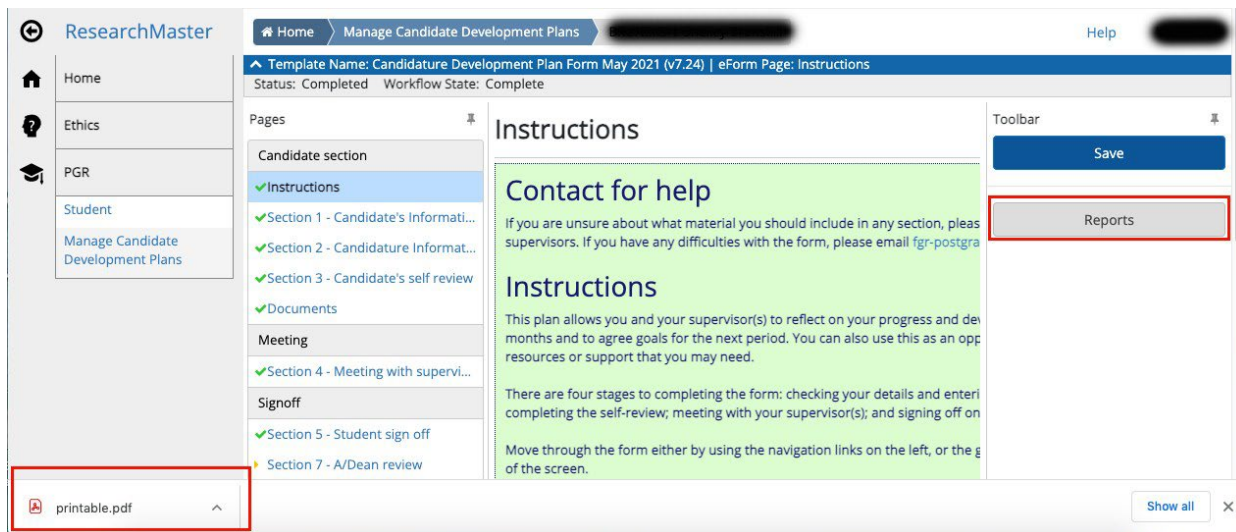 ResearchMaster
Home
Manage Candidate Development Plans
Help
Home
Ethics
PGR
Student
Manage Candidate
Development Plans
Template Name: Candidature Development Plan Form May 2021 (v7.24) | eForm Page: Instructions
Status: Completed Workflow State: Complete
Pages
Candidate section
Instructions
Section 1 - Candidate's Informati...
Section 2 - Candidature Informat...
Section 3 - Candidate's self review
Documents
Meeting
Section 4 - Meeting with supervi...
Signoff
Section 5 - Student sign off
Section 7 - A/Dean review
Instructions
Contact for help
If you are unsure about what material you should include in any section, pleas
supervisors. If you have any difficulties with the form, please email fgr-postgra
Instructions
This plan allows you and your supervisor(s) to reflect on your progress and dev
months and to agree goals for the next period. You can also use this as an opp
resources or support that you may need.
There are four stages to completing the form: checking your details and enteri
completing the self-review; meeting with your supervisor(s); and signing off on
Move through the form either by using the navigation links on the left, or the g
of the screen.
Toolbar
Save
Reports
printable.pdf
Show all